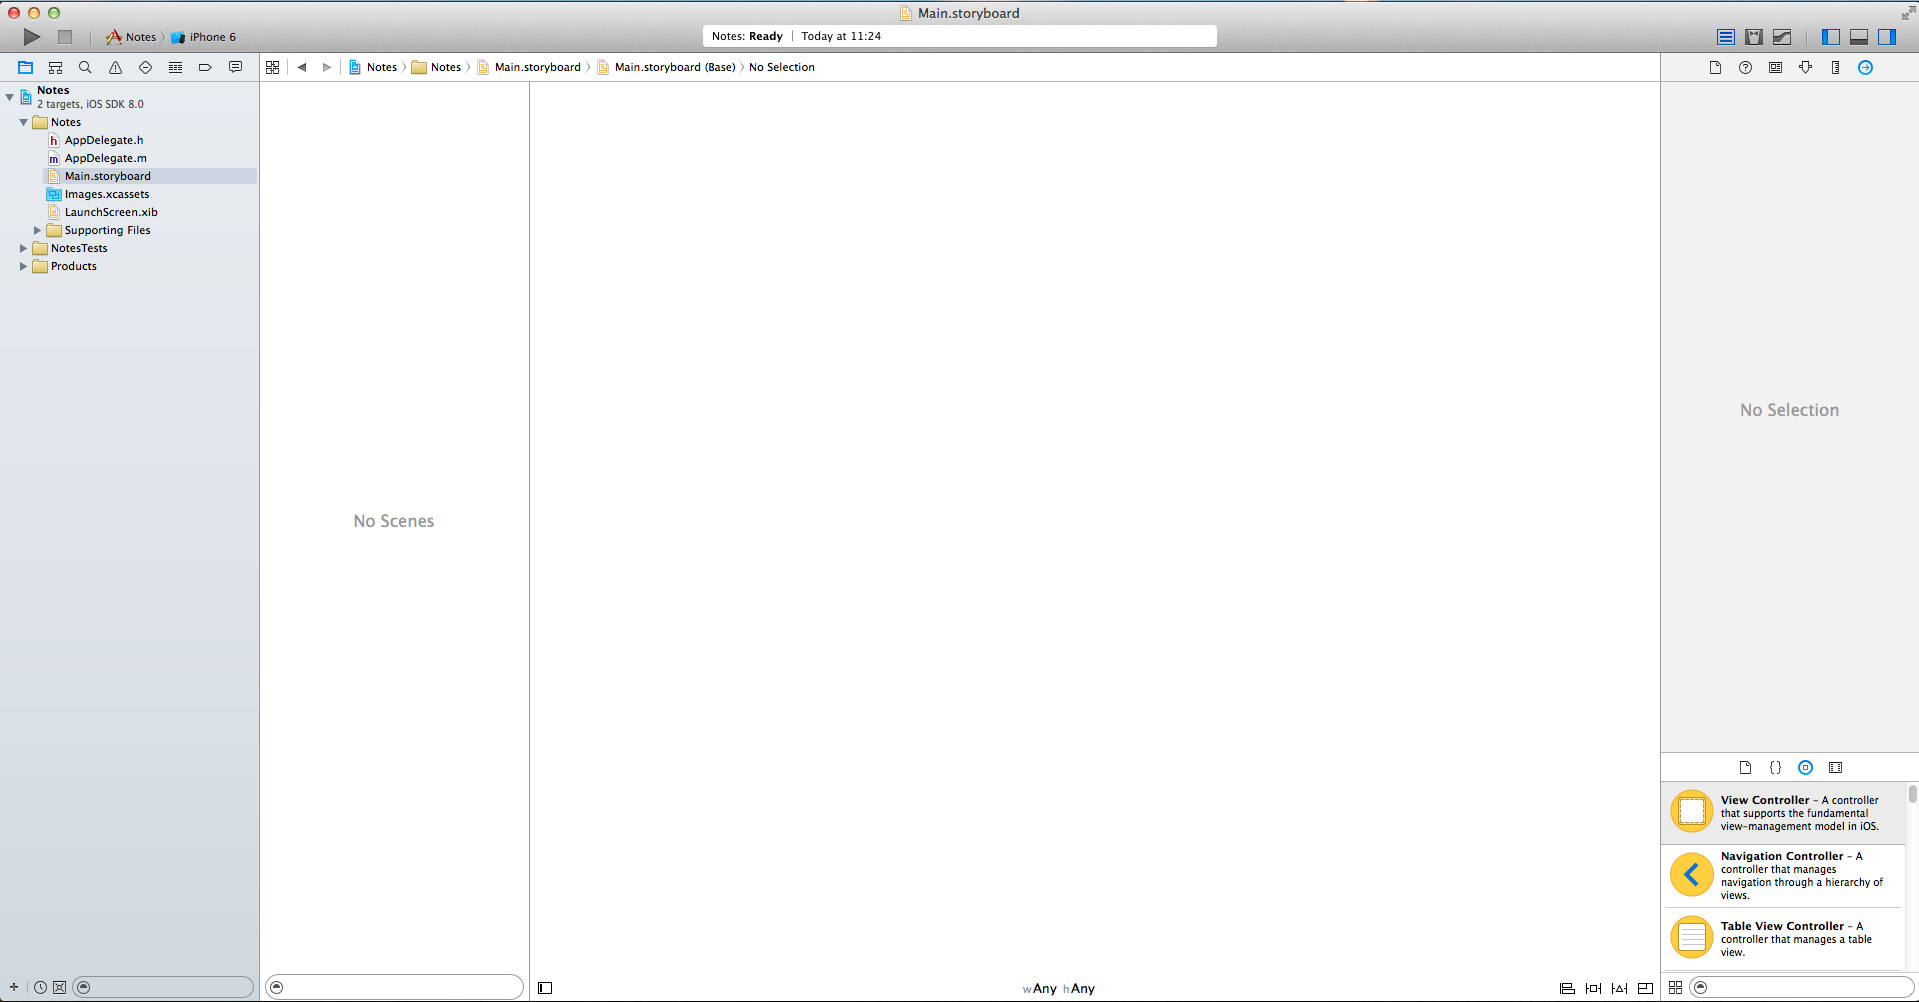 Main.storyboard
Notes iPhone 6
Notes: Ready Today at 11:24
Notes Notes Main.storyboard Main.storyboard (Base) No Selection
Notes
2 targets, iOS SDK 8.0
Notes
AppDelegate.h
AppDelegate.m
Main.storyboard
Images.xcassets
LaunchScreen.xib
Supporting Files
NotesTests
Products
No Scenes
No Selection
View Controller – A controller
that supports the fundamental
view-management model in iOS.
Navigation Controller – A
controller that manages
navigation through a hierarchy of
views.
Table View Controller – A
controller that manages a table
view.
wAny hAny